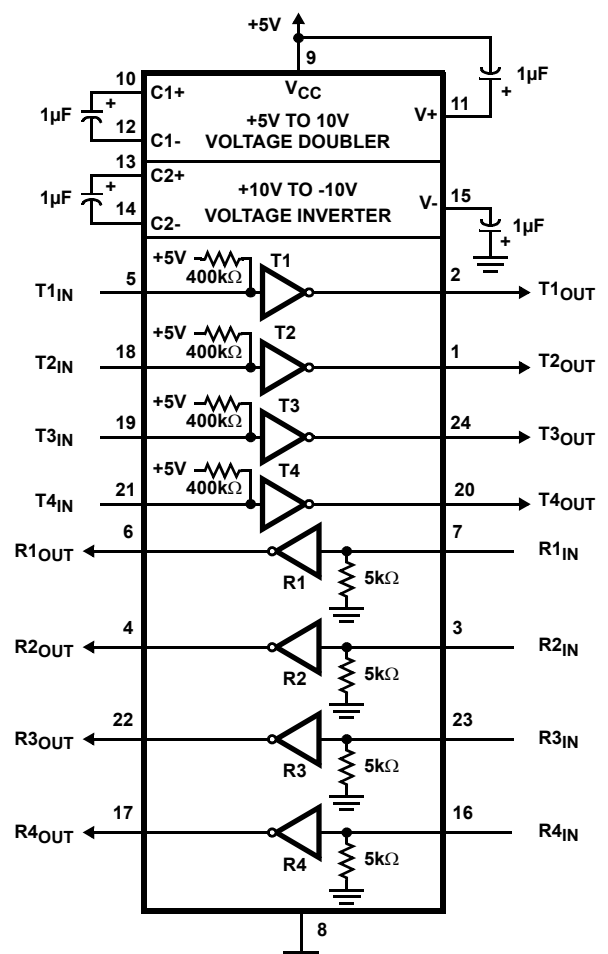 +5V
9
10
1µF
+
12
C1+
C1-
VCC
+5V TO 10V
VOLTAGE DOUBLER
V+
11
1µF
+
13
1µF
+
14
C2+
C2-
+10V TO -10V
VOLTAGE INVERTER
V-
15
1µF
+
+5V
400kΩ
T1
T1IN
5
2
T1OUT
+5V
400kΩ
T2
T2IN
18
1
T2OUT
+5V
400kΩ
T3
T3IN
19
24
T3OUT
+5V
400kΩ
T4
T4IN
21
20
T4OUT
R1OUT
6
R1
7
R1IN
5kΩ
R2OUT
4
R2
3
R2IN
5kΩ
R3OUT
22
R3
23
R3IN
5kΩ
R4OUT
17
R4
16
R4IN
5kΩ
8